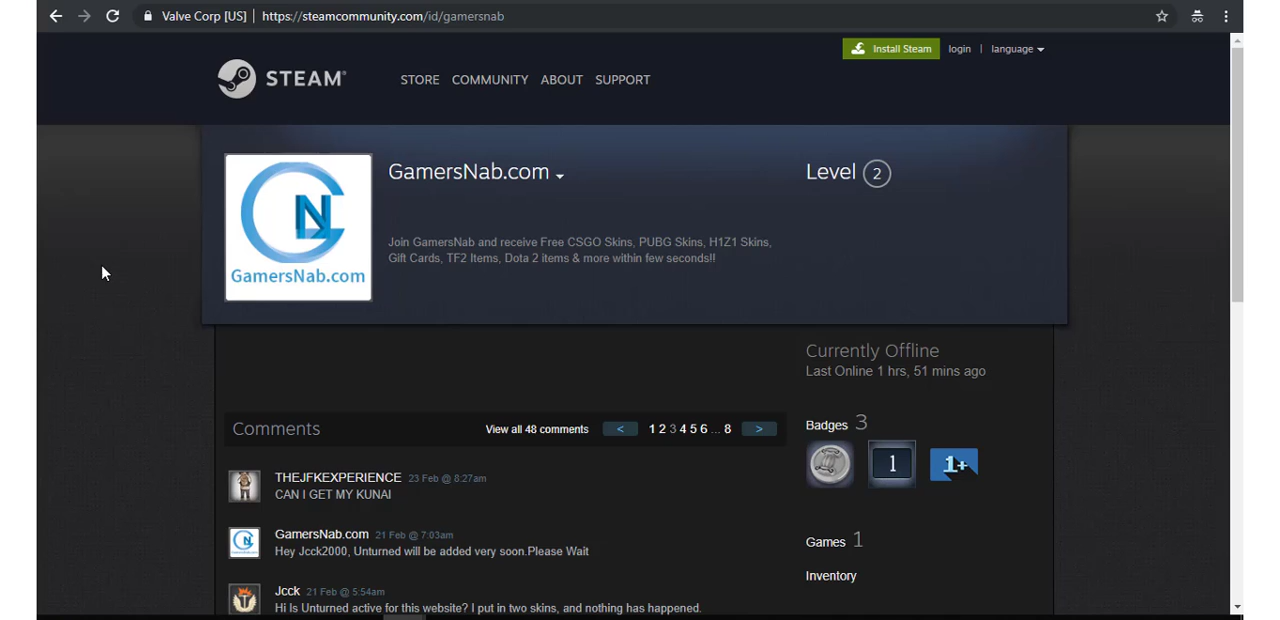 Valve Corp [US] | https://steamcommunity.com/id/gamersnab
Install Steam login | language
STEAM®
STORE COMMUNITY ABOUT SUPPORT
GamersNab.com
Level 2
GN
GamersNab.com
Join GamersNab and receive Free CSGO Skins, PUBG Skins, H1Z1 Skins,
Gift Cards, TF2 Items, Dota 2 items & more within few seconds!!
Currently Offline
Last Online 1 hrs, 51 mins ago
Comments View all 48 comments < 1 2 3 4 5 6 ... 8 >
Badges 3
1 1+
THEJFKEXPERIENCE 23 Feb @ 8:27am
CAN I GET MY KUNAI
GamersNab.com 21 Feb @ 7:03am
Hey Jcck2000, Unturned will be added very soon.Please Wait
Games 1
Inventory
Jcck 21 Feb @ 5:54am
Hi Is Unturned active for this website? I put in two skins, and nothing has happened.